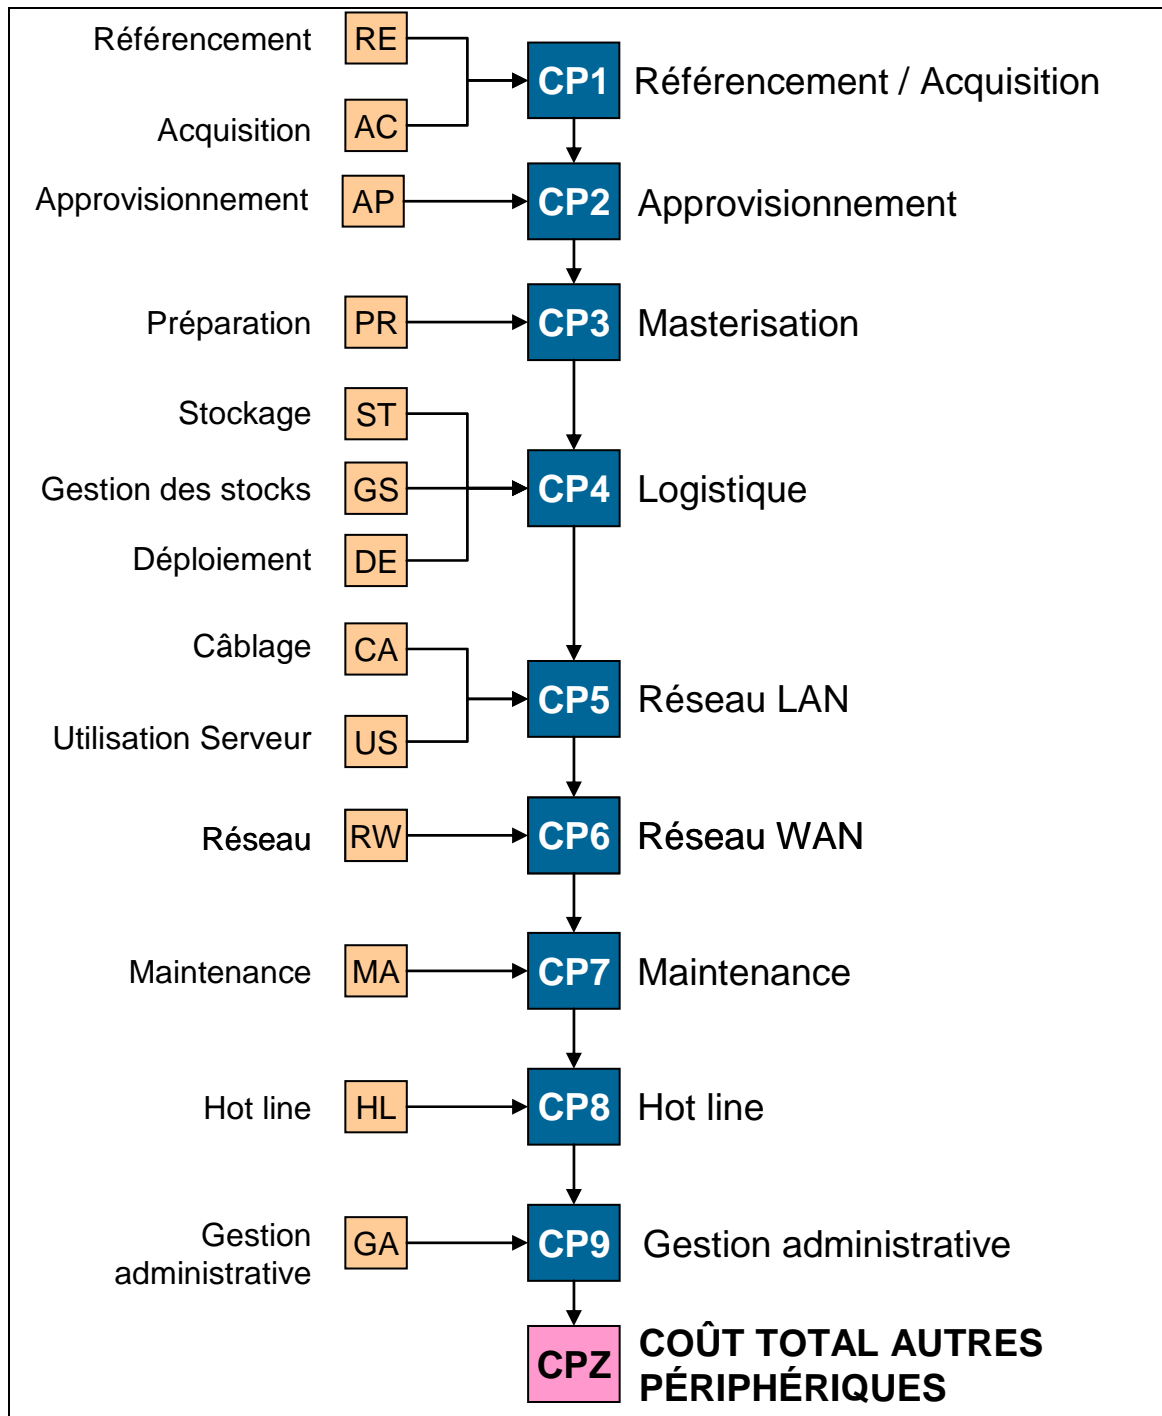 Référencement RE
CP1 Référencement / Acquisition
Acquisition AC
Approvisionnement AP CP2 Approvisionnement
Préparation PR CP3 Masterisation
Stockage ST
Gestion des stocks GS CP4 Logistique
Déploiement DE
Câblage CA
CP5 Réseau LAN
Utilisation Serveur US
Réseau RW CP6 Réseau WAN
Maintenance MA CP7 Maintenance
Hot line HL CP8 Hot line
Gestion
administrative GA CP9 Gestion administrative
CPZ COÛT TOTAL AUTRES
PÉRIPHÉRIQUES